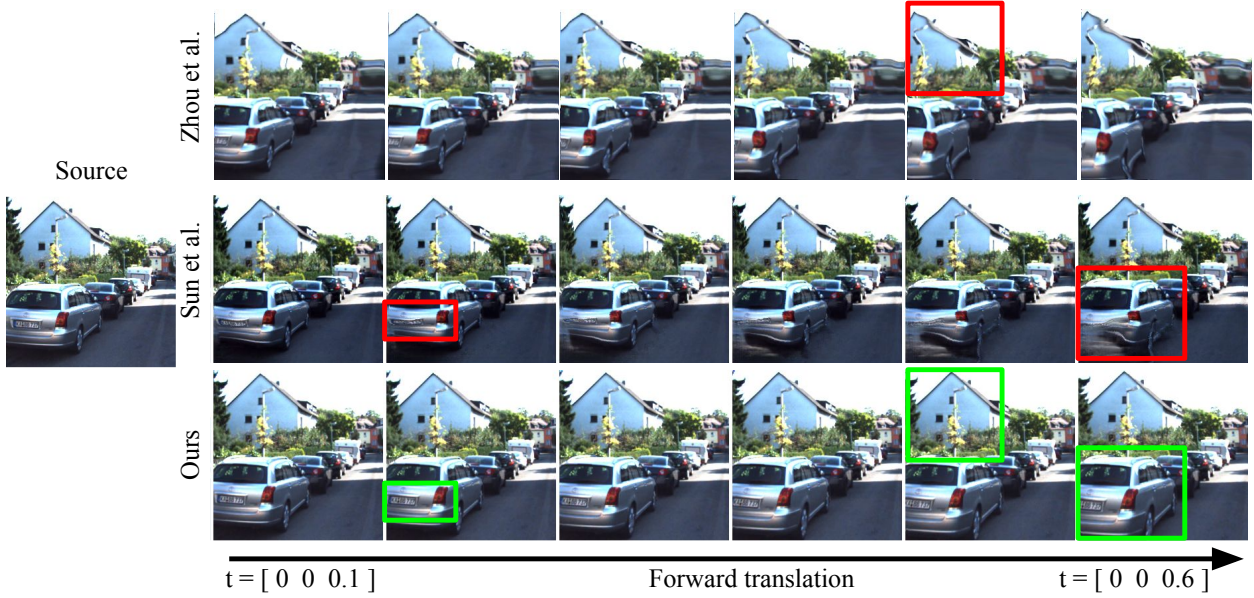 Zhou et al.
Source
Sun et al.
Ours
t = [ 0 0 0.1 ]
Forward translation
t = [ 0 0 0.6 ]